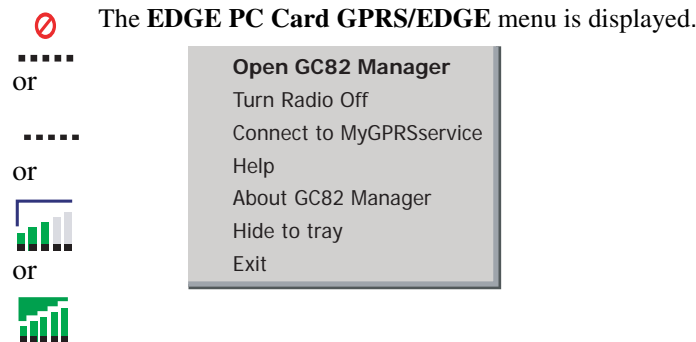 The EDGE PC Card GPRS/EDGE menu is displayed.
or
or
or
Open GC82 Manager
Turn Radio Off
Connect to MyGPRSservice
Help
About GC82 Manager
Hide to tray
Exit